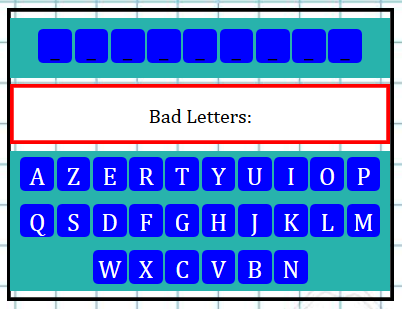 _ _ _ _ _ _ _ _ _
Bad Letters:
A Z E R T Y U I O P
Q S D F G H J K L M
W X C V B N